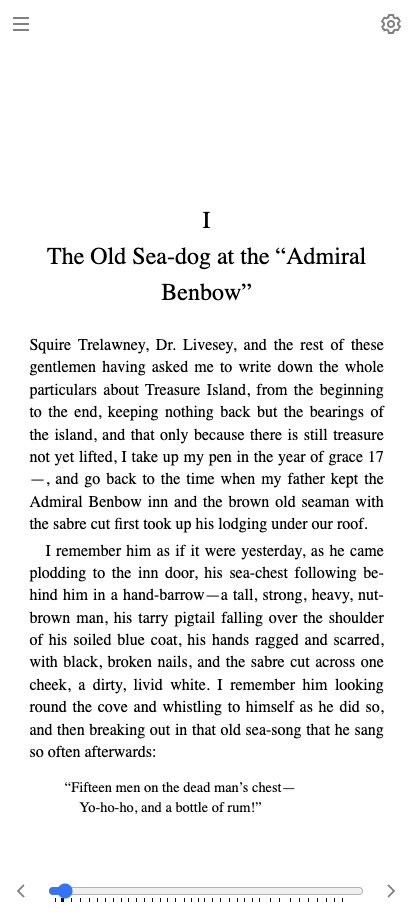 I
The Old Sea-dog at the “Admiral
Benbow”
Squire Trelawney, Dr. Livesey, and the rest of these
gentlemen having asked me to write down the whole
particulars about Treasure Island, from the beginning
to the end, keeping nothing back but the bearings of
the island, and that only because there is still treasure
not yet lifted, I take up my pen in the year of grace 17
—, and go back to the time when my father kept the
Admiral Benbow inn and the brown old seaman with
the sabre cut first took up his lodging under our roof.
I remember him as if it were yesterday, as he came
plodding to the inn door, his sea-chest following be-
hind him in a hand-barrow—a tall, strong, heavy, nut-
brown man, his tarry pigtail falling over the shoulder
of his soiled blue coat, his hands ragged and scarred,
with black, broken nails, and the sabre cut across one
cheek, a dirty, livid white. I remember him looking
round the cove and whistling to himself as he did so,
and then breaking out in that old sea-song that he sang
so often afterwards:
“Fifteen men on the dead man’s chest—
Yo-ho-ho, and a bottle of rum!”